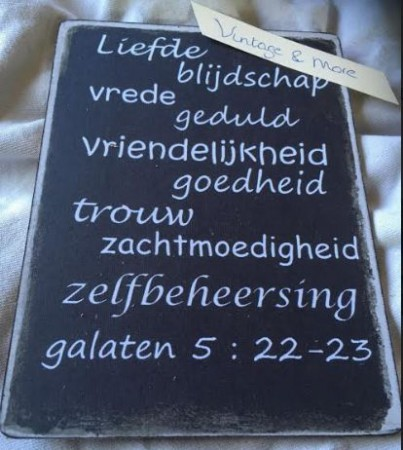 Vintage & More
Liefde
blijdschap
vrede
geduld
vriendelijkheid
goedheid
trouw
zachtmoedigheid
zelfbeheersing
galaten 5 : 22-23